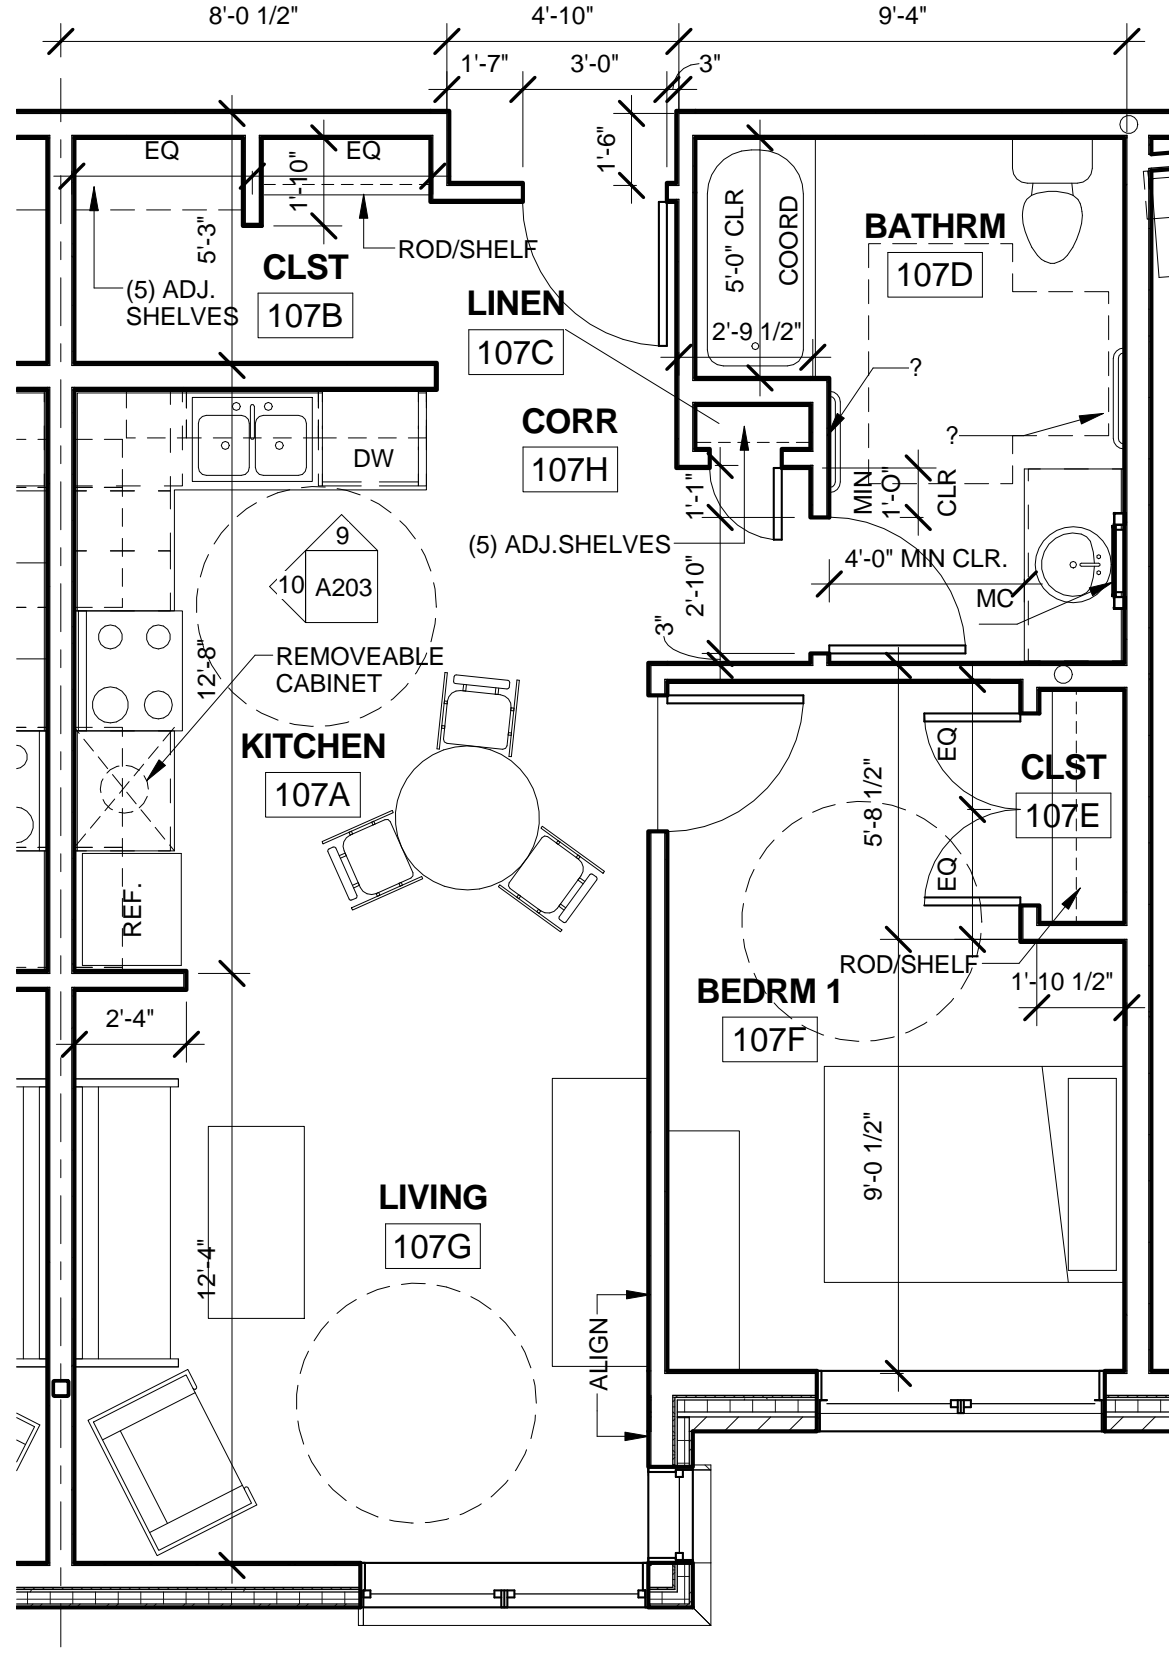 8'-0 1/2"
4'-10"
9'-4"
1'-7"
3'-0"
3"
EQ
EQ
1'-10"
1'-6"
5'-3"
5'-0" CLR
COORD
BATHRM
107D
ROD/SHELF
CLST
107B
(5) ADJ.
SHELVES
LINEN
107C
2'-9 1/2"
?
CORR
107H
?
DW
1'-1"
MIN
1'-O"
CLR
(5) ADJ.SHELVES
9
10
A203
4'-0" MIN CLR.
2'-10"
MC
3"
12'-8"
REMOVEABLE
CABINET
KITCHEN
107A
EQ
CLST
107E
5'-8 1/2"
EQ
REF.
ROD/SHELF
1'-10 1/2"
BEDRM 1
107F
2'-4"
9'-0 1/2"
LIVING
107G
12'-4"
ALIGN